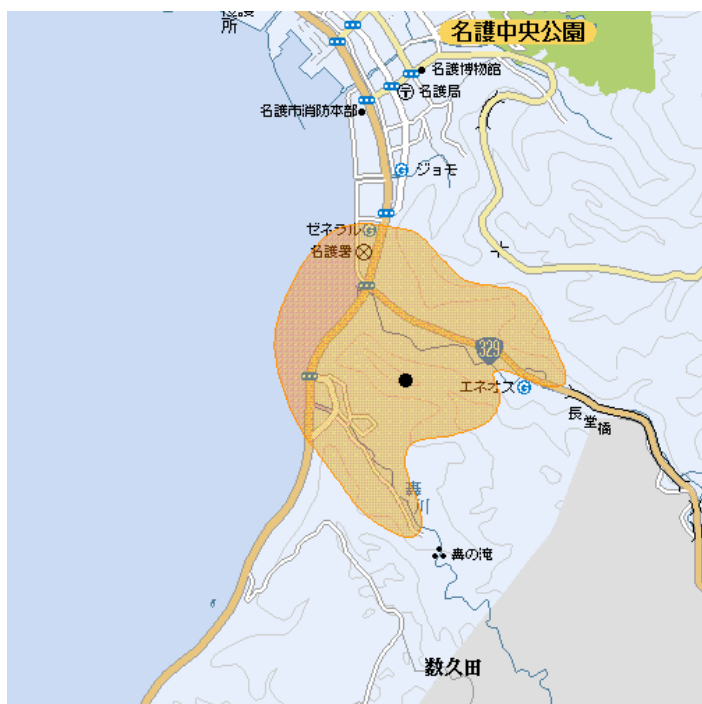 所
名護中央公園
名護博物館
名護局
名護市消防本部
ジョモ
ゼネラル
名護署
329
エネオス
長堂橋
轟川
轟の滝
数久田